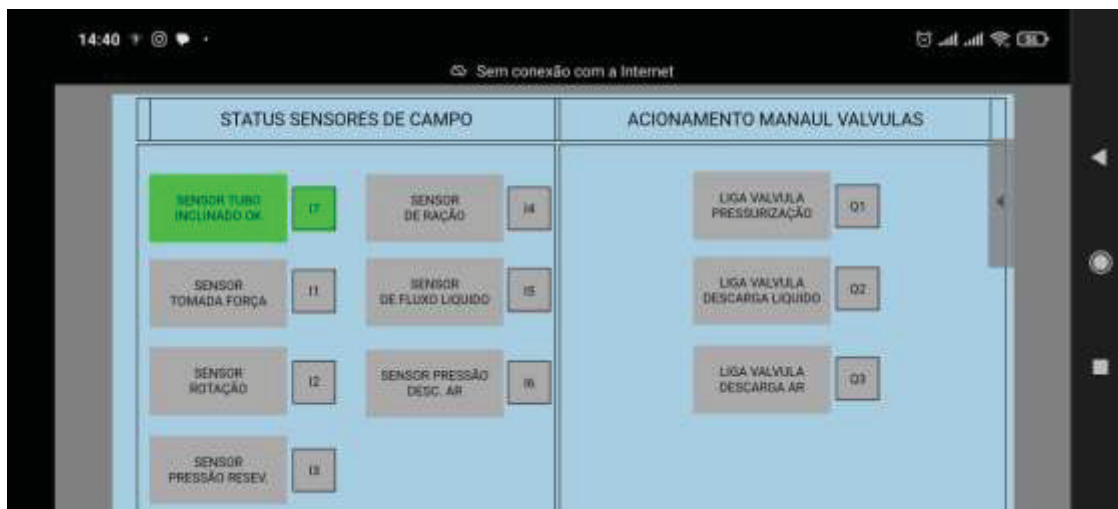 14:40
Sem conexão com a Internet
STATUS SENSORES DE CAMPO
ACIONAMENTO MANAUL VALVULAS
SENSOR TUBO
INCLINADO OK
I7
SENSOR
DE RAÇÃO
I4
LIGA VALVULA
PRESSURIZAÇÃO
Q1
SENSOR
TOMADA FORÇA
I1
SENSOR
DE FLUXO LIQUIDO
I5
LIGA VALVULA
DESCARGA LIQUIDO
Q2
SENSOR
ROTAÇÃO
I2
SENSOR PRESSÃO
DESC. AR
I6
LIGA VALVULA
DESCARGA AR
Q3
SENSOR
PRESSÃO RESEV.
I3